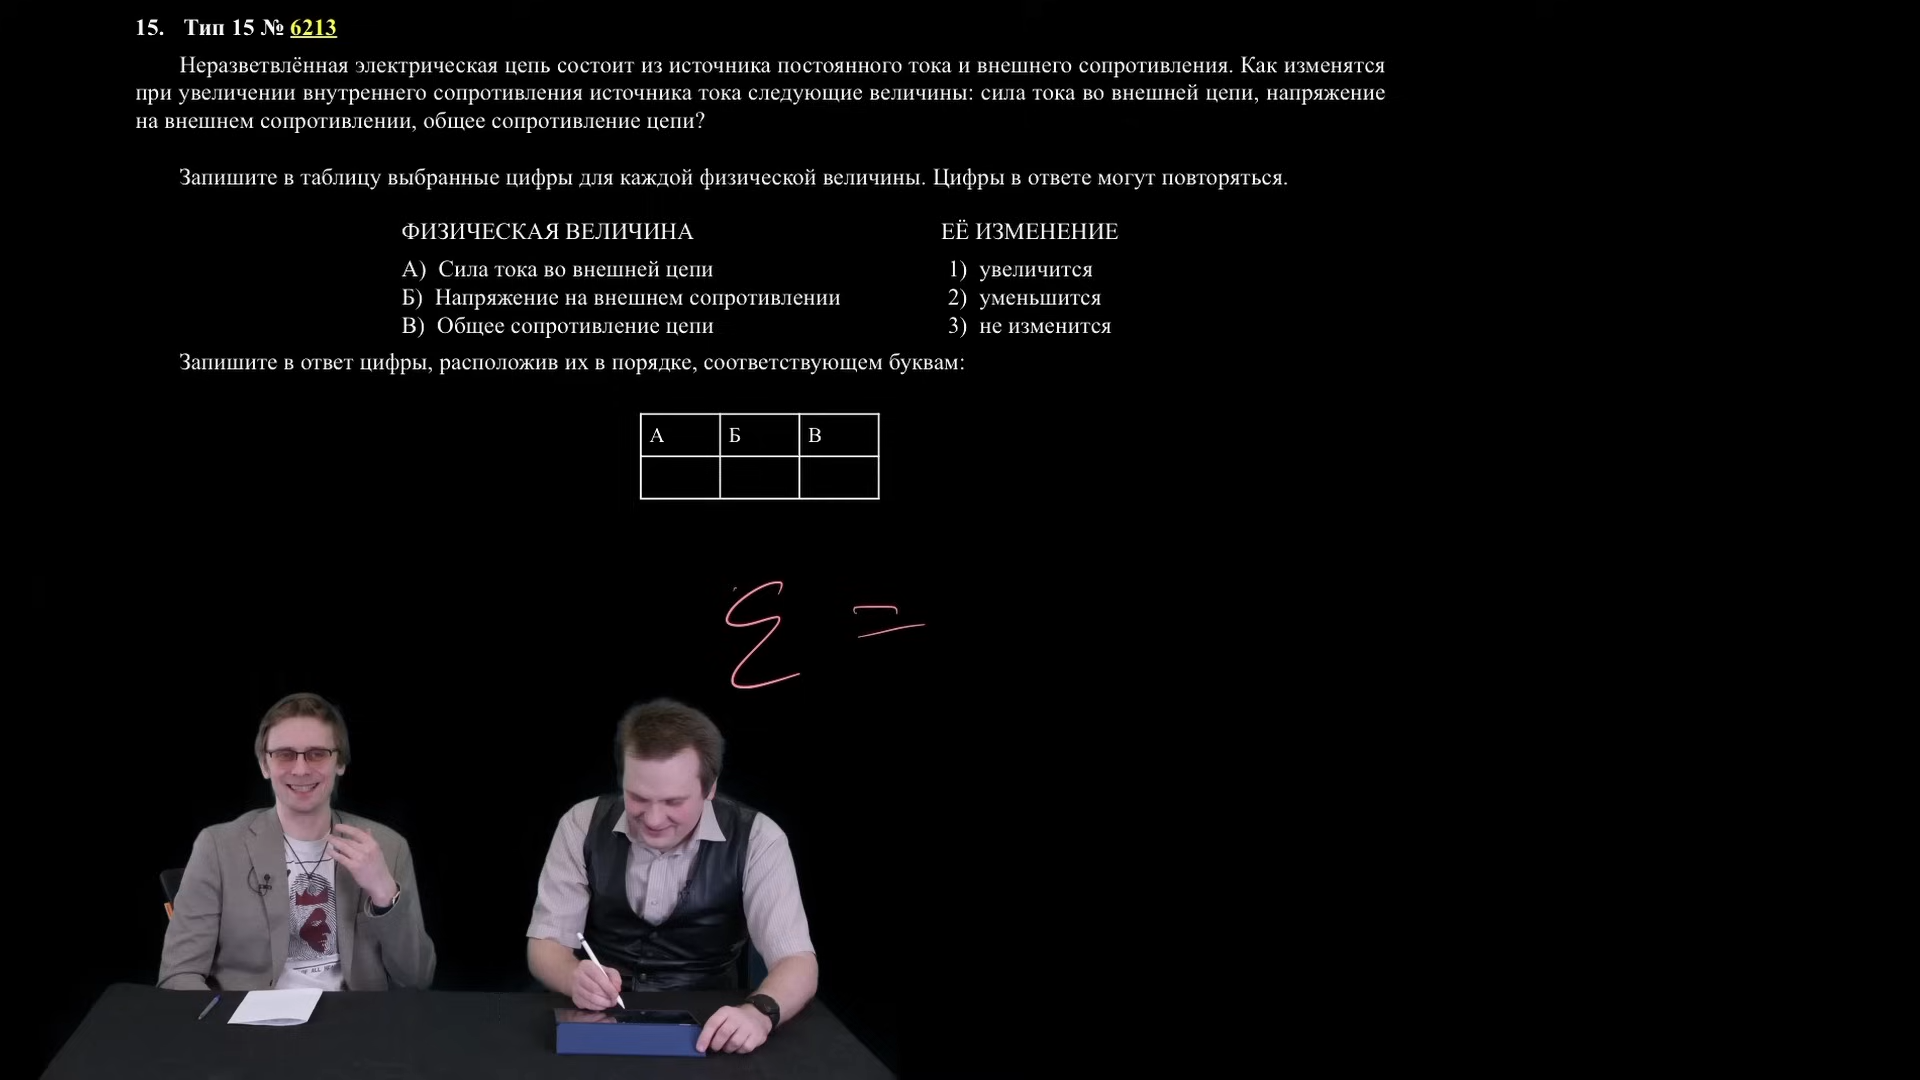 15. Тип 15 № 6213
Неразветвлённая электрическая цепь состоит из источника постоянного тока и внешнего сопротивления. Как изменятся
при увеличении внутреннего сопротивления источника тока следующие величины: сила тока во внешней цепи, напряжение
на внешнем сопротивлении, общее сопротивление цепи?
Запишите в таблицу выбранные цифры для каждой физической величины. Цифры в ответе могут повторяться.
ФИЗИЧЕСКАЯ ВЕЛИЧИНА ЕЁ ИЗМЕНЕНИЕ
А) Сила тока во внешней цепи 1) увеличится
Б) Напряжение на внешнем сопротивлении 2) уменьшится
В) Общее сопротивление цепи 3) не изменится
Запишите в ответ цифры, расположив их в порядке, соответствующем буквам:
А Б В
ℰ =